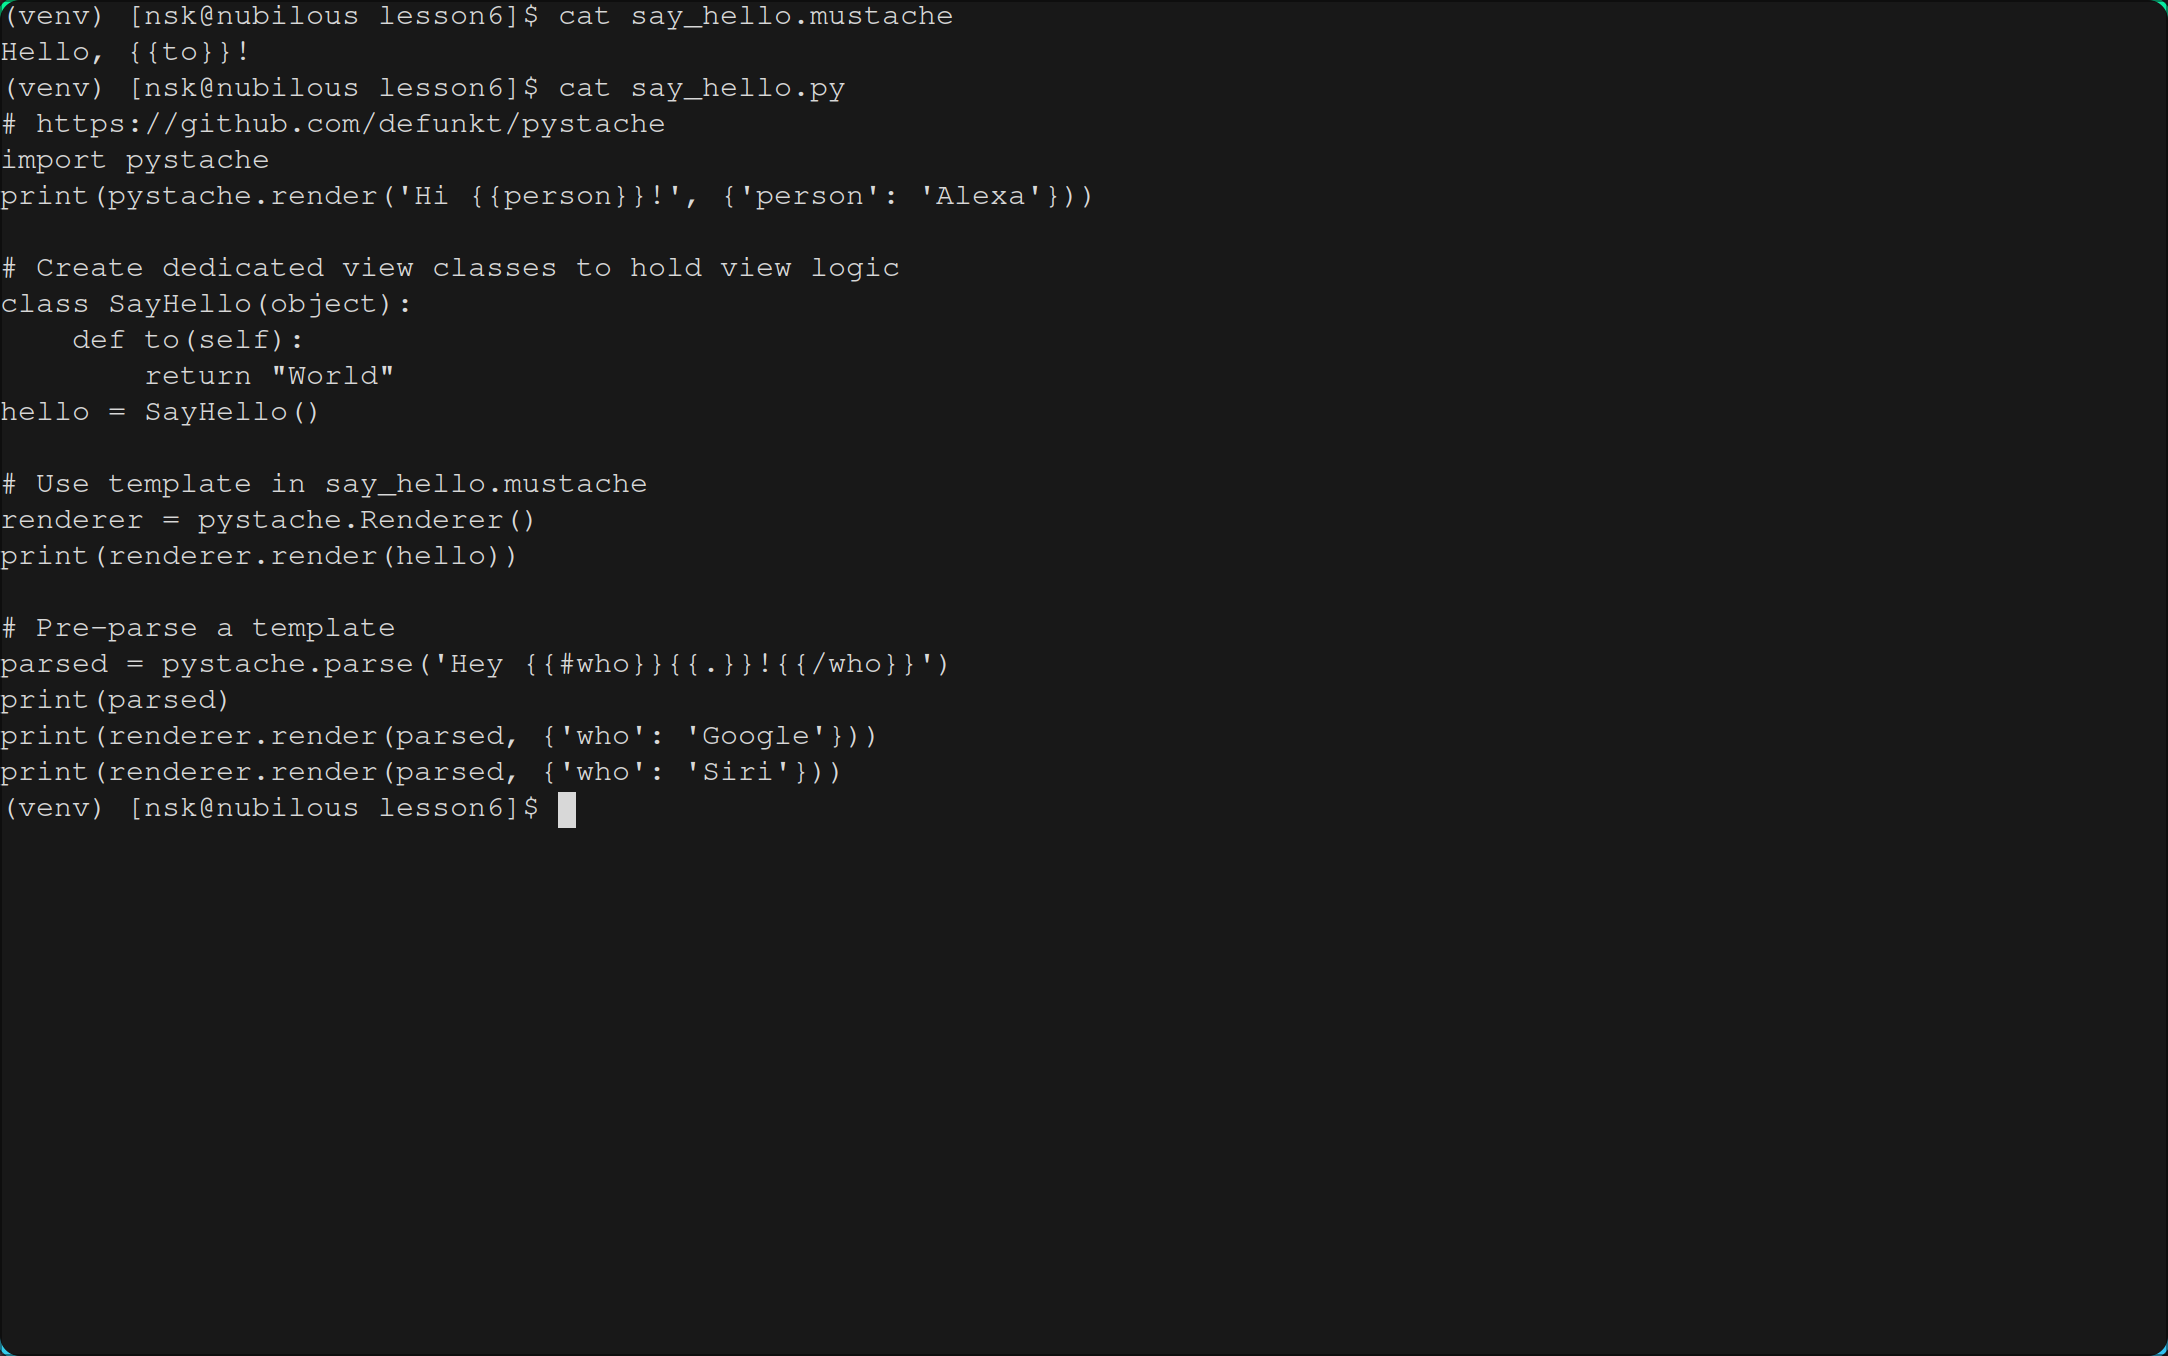 (venv) [nsk@nubilous lesson6]$ cat say_hello.mustache
Hello, {{to}}!
(venv) [nsk@nubilous lesson6]$ cat say_hello.py
# https://github.com/defunkt/pystache
import pystache
print(pystache.render('Hi {{person}}!', {'person': 'Alexa'}))

# Create dedicated view classes to hold view logic
class SayHello(object):
    def to(self):
        return "World"
hello = SayHello()

# Use template in say_hello.mustache
renderer = pystache.Renderer()
print(renderer.render(hello))

# Pre-parse a template
parsed = pystache.parse('Hey {{#who}}{{.}}!{{/who}}')
print(parsed)
print(renderer.render(parsed, {'who': 'Google'}))
print(renderer.render(parsed, {'who': 'Siri'}))
(venv) [nsk@nubilous lesson6]$